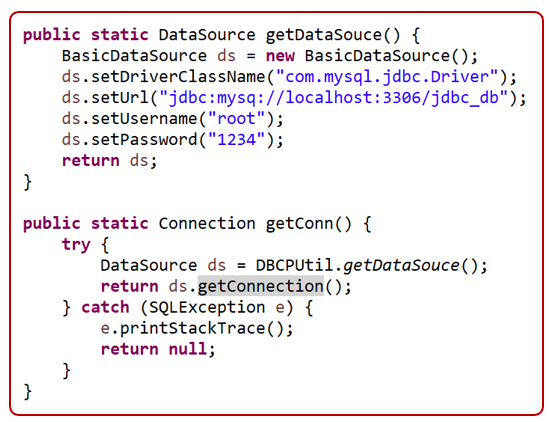 public static DataSource getDataSouce() {
BasicDataSource ds = new BasicDataSource();
ds.setDriverClassName("com.mysql.jdbc.Driver");
ds.setUrl("jdbc:mysq://localhost:3306/jdbc_db");
ds.setUsername("root");
ds.setPassword("1234");
return ds;
}
public static Connection getConn() {
try {
DataSource ds = DBCPUtil.getDataSouce();
return ds.getConnection();
} catch (SQLException e) {
e.printStackTrace();
return null;
}
}